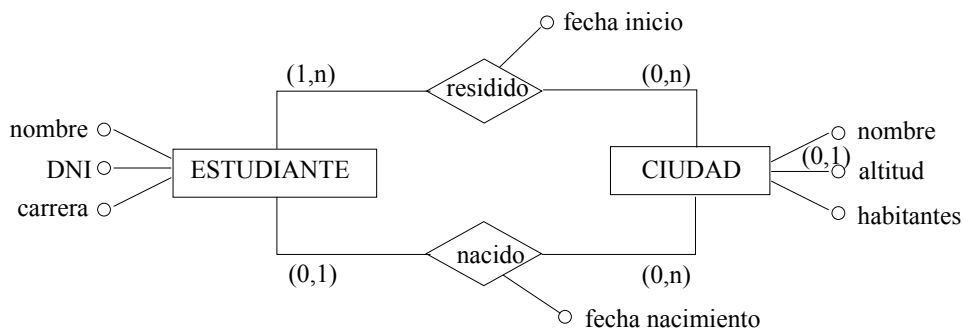 fecha inicio
(1,n)
residido
(0,n)
nombre
DNI
carrera
ESTUDIANTE
CIUDAD
nombre
(0,1)
altitud
habitantes
(0,1)
nacido
(0,n)
fecha nacimiento